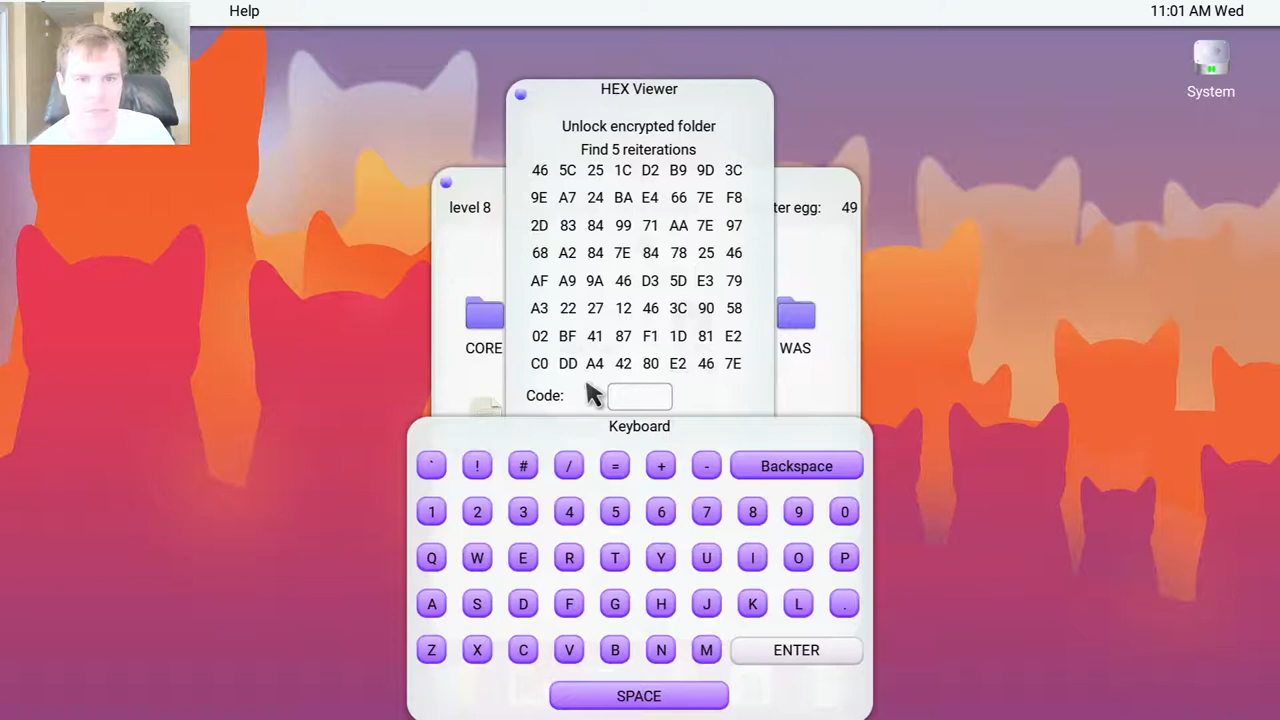 Help
11:01 AM Wed
System
HEX Viewer
Unlock encrypted folder
Find 5 reiterations
46 5C 25 1C D2 B9 9D 3C
9E A7 24 BA E4 66 7E F8
2D 83 84 99 71 AA 7E 97
68 A2 84 7E 84 78 25 46
AF A9 9A 46 D3 5D E3 79
A3 22 27 12 46 3C 90 58
02 BF 41 87 F1 1D 81 E2
C0 DD A4 42 80 E2 46 7E
Code:
level 8
ter egg: 49
CORE
WAS
Keyboard
` ! # / = + - Backspace
1 2 3 4 5 6 7 8 9 0
Q W E R T Y U I O P
A S D F G H J K L .
Z X C V B N M ENTER
SPACE